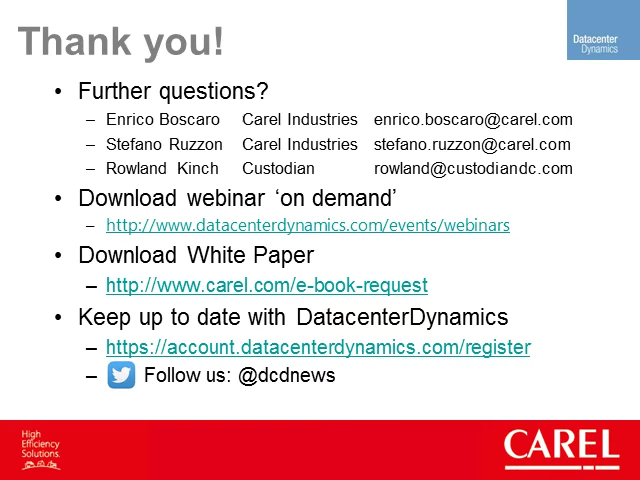 Thank you!
Datacenter
Dynamics
• Further questions?
– Enrico Boscaro Carel Industries enrico.boscaro@carel.com
– Stefano Ruzzon Carel Industries stefano.ruzzon@carel.com
– Rowland Kinch Custodian rowland@custodiandc.com
• Download webinar ‘on demand’
– http://www.datacenterdynamics.com/events/webinars
• Download White Paper
– http://www.carel.com/e-book-request
• Keep up to date with DatacenterDynamics
– https://account.datacenterdynamics.com/register
– Follow us: @dcdnews
High
Efficiency
Solutions.
CAREL